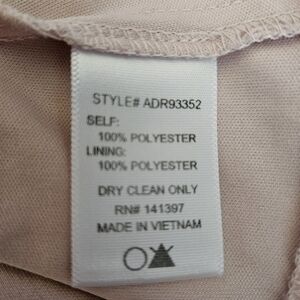 STYLE# ADR93352
SELF:
100% POLYESTER
LINING:
100% POLYESTER
DRY CLEAN ONLY
RN# 141397
MADE IN VIETNAM